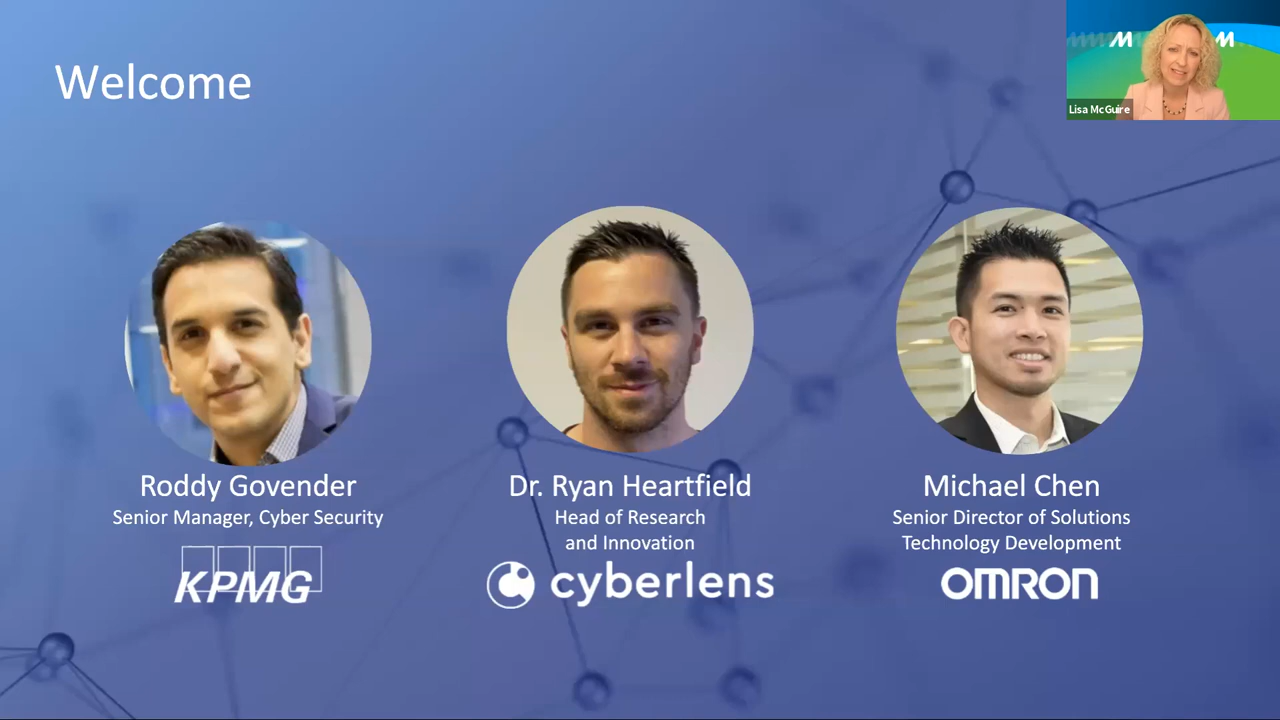 Welcome
Lisa McGuire
Roddy Govender
Senior Manager, Cyber Security
KPMG
Dr. Ryan Heartfield
Head of Research
and Innovation
cyberlens
Michael Chen
Senior Director of Solutions
Technology Development
OMRON